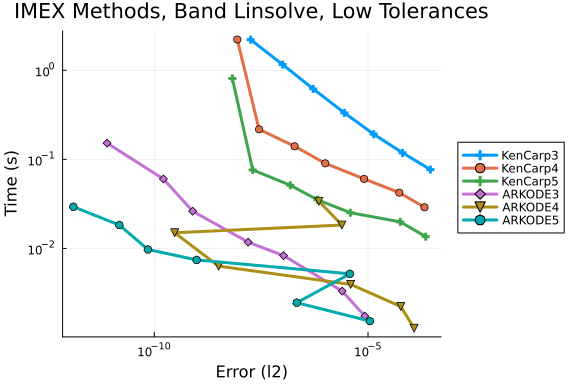 IMEX Methods, Band Linsolve, Low Tolerances
Time (s)
10⁰
10⁻¹
10⁻²
10⁻¹⁰
10⁻⁵
Error (l2)
KenCarp3
KenCarp4
KenCarp5
ARKODE3
ARKODE4
ARKODE5